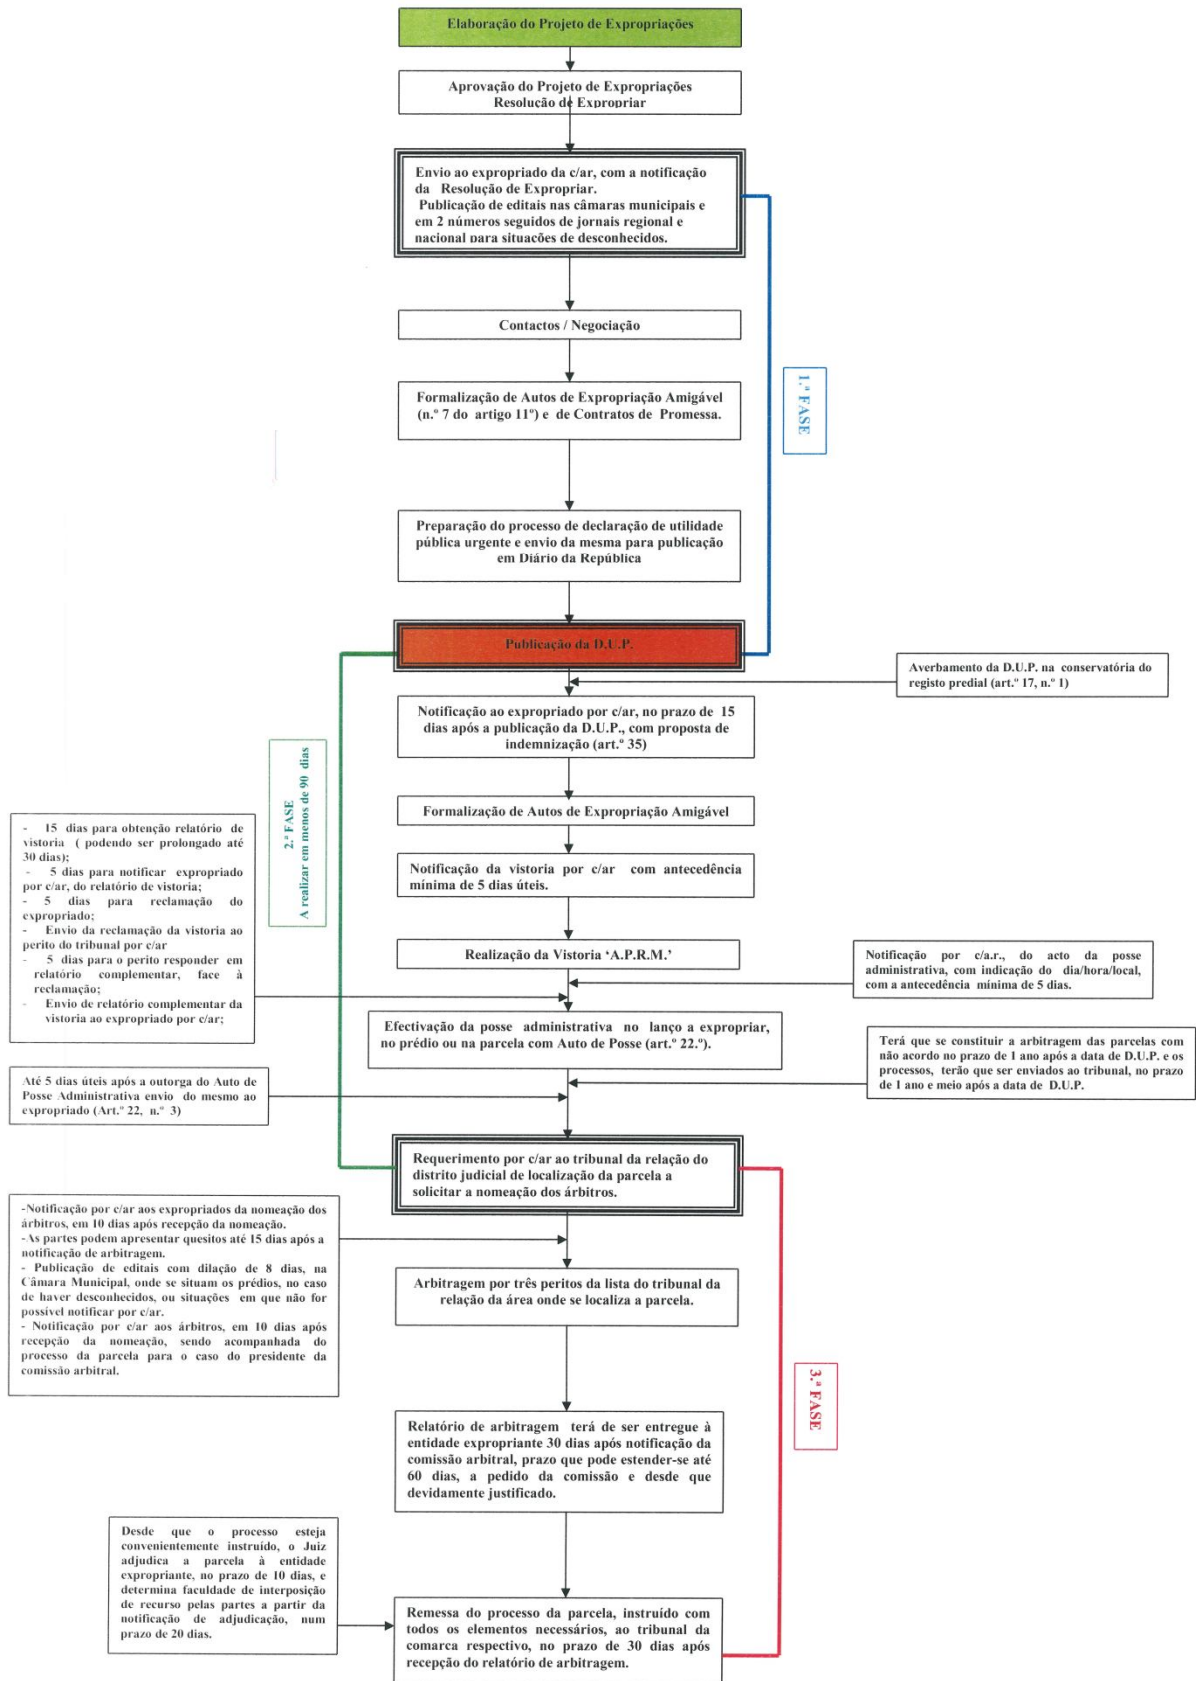 Elaboração do Projeto de Expropriações
Aprovação do Projeto de Expropriações
Resolução de Expropriar
Envio ao expropriado da c/ar, com a notificação
da Resolução de Expropriar.
Publicação de editais nas câmaras municipais e
em 2 números seguidos de jornais regional e
nacional para situações de desconhecidos.
Contactos / Negociação
1.ª FASE
Formalização de Autos de Expropriação Amigável
(n.º 7 do artigo 11º) e de Contratos de Promessa.
Preparação do processo de declaração de utilidade
pública urgente e envio da mesma para publicação
em Diário da República
Publicação da D.U.P.
Averbamento da D.U.P. na conservatória do
registo predial (art.º 17, n.º 1)
Notificação ao expropriado por c/ar, no prazo de 15
dias após a publicação da D.U.P., com proposta de
indemnização (art.º 35)
2.ª FASE
A realizar em menos de 90 dias
Formalização de Autos de Expropriação Amigável
- 15 dias para obtenção relatório de
vistoria ( podendo ser prolongado até
30 dias);
- 5 dias para notificar expropriado
por c/ar, do relatório de vistoria;
- 5 dias para reclamação do
expropriado;
- Envio da reclamação da vistoria ao
perito do tribunal por c/ar
- 5 dias para o perito responder em
relatório complementar, face à
reclamação;
- Envio de relatório complementar da
vistoria ao expropriado por c/ar;
Notificação da vistoria por c/ar com antecedência
mínima de 5 dias úteis.
Realização da Vistoria ‘A.P.R.M.’
Notificação por c/a.r., do acto da posse
administrativa, com indicação do dia/hora/local,
com a antecedência mínima de 5 dias.
Efectivação da posse administrativa no lanço a expropriar,
no prédio ou na parcela com Auto de Posse (art.º 22.º).
Terá que se constituir a arbitragem das parcelas com
não acordo no prazo de 1 ano após a data de D.U.P. e os
processos, terão que ser enviados ao tribunal, no prazo
de 1 ano e meio após a data de D.U.P.
Até 5 dias úteis após a outorga do Auto de
Posse Administrativa envio do mesmo ao
expropriado (Art.º 22, n.º 3)
Requerimento por c/ar ao tribunal da relação do
distrito judicial de localização da parcela a
solicitar a nomeação dos árbitros.
-Notificação por c/ar aos expropriados da nomeação dos
árbitros, em 10 dias após recepção da nomeação.
-As partes podem apresentar quesitos até 15 dias após a
notificação de arbitragem.
- Publicação de editais com dilação de 8 dias, na
Câmara Municipal, onde se situam os prédios, no caso
de haver desconhecidos, ou situações em que não for
possível notificar por c/ar.
- Notificação por c/ar aos árbitros, em 10 dias após
recepção da nomeação, sendo acompanhada do
processo da parcela para o caso do presidente da
comissão arbitral.
Arbitragem por três peritos da lista do tribunal da
relação da área onde se localiza a parcela.
3.ª FASE
Relatório de arbitragem terá de ser entregue à
entidade expropriante 30 dias após notificação da
comissão arbitral, prazo que pode estender-se até
60 dias, a pedido da comissão e desde que
devidamente justificado.
Desde que o processo esteja
convenientemente instruído, o Juiz
adjudica a parcela à entidade
expropriante, no prazo de 10 dias, e
determina faculdade de interposição
de recurso pelas partes a partir da
notificação de adjudicação, num
prazo de 20 dias.
Remessa do processo da parcela, instruído com
todos os elementos necessários, ao tribunal da
comarca respectivo, no prazo de 30 dias após
recepção do relatório de arbitragem.